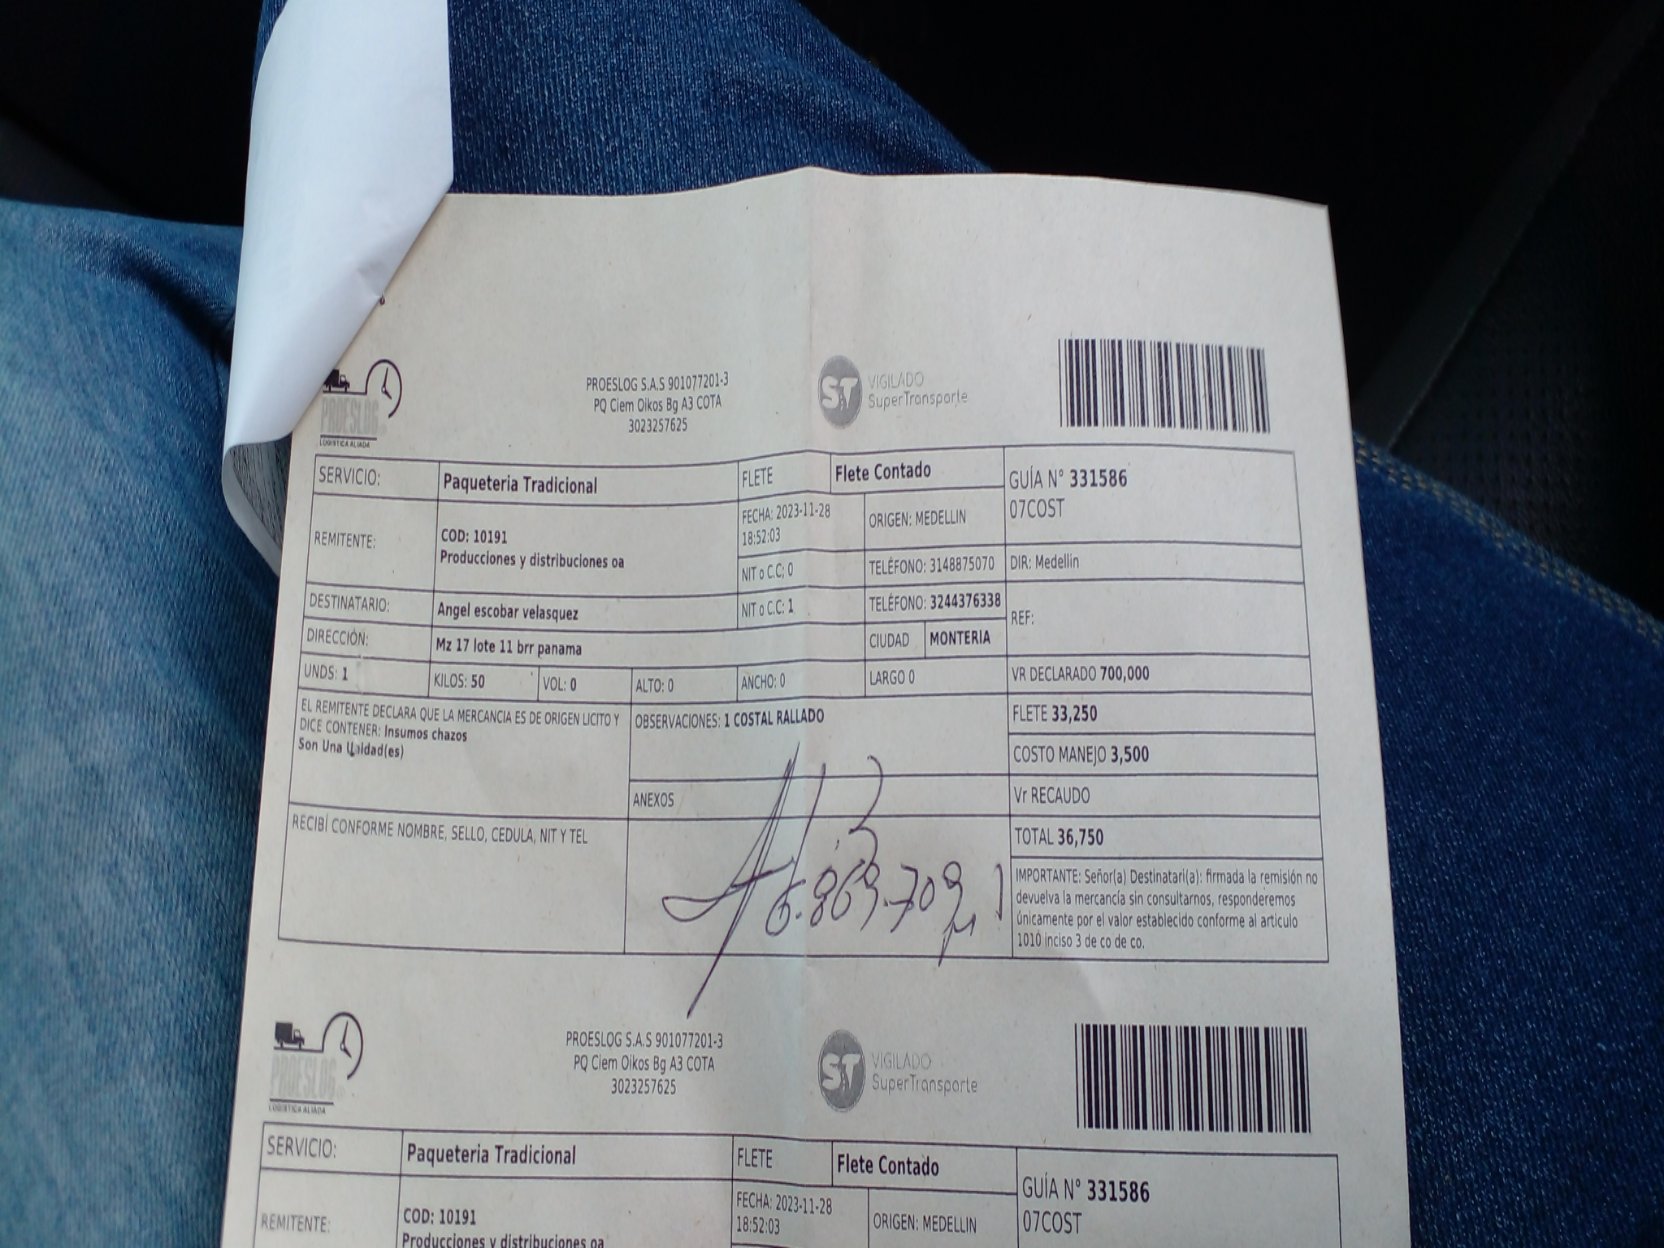 PROESLOG
LOGISTICA ALIADA
PROESLOG S.A.S 901077201-3
PQ Ciem Oikos Bg A3 COTA
3023257625
ST
VIGILADO
SuperTransporte
SERVICIO: Paqueteria Tradicional FLETE Flete Contado
GUÍA N° 331586
07COST
REMITENTE: COD: 10191
Producciones y distribuciones oa
FECHA: 2023-11-28
18:52:03
ORIGEN: MEDELLIN
NIT o C.C: 0 TELÉFONO: 3148875070 DIR: Medellín
DESTINATARIO: Angel escobar velasquez NIT o C.C: 1 TELÉFONO: 3244376338 REF:
DIRECCIÓN: Mz 17 lote 11 brr panama CIUDAD MONTERIA
UNDS: 1 KILOS: 50 VOL: 0 ALTO: 0 ANCHO: 0 LARGO 0 VR DECLARADO 700,000
EL REMITENTE DECLARA QUE LA MERCANCIA ES DE ORIGEN LICITO Y
DICE CONTENER: Insumos chazos
Son Una Unidad(es)
OBSERVACIONES: 1 COSTAL RALLADO
FLETE 33,250
COSTO MANEJO 3,500
ANEXOS
Vr RECAUDO
RECIBÍ CONFORME NOMBRE, SELLO, CEDULA, NIT Y TEL
TOTAL 36,750
6.869.709
IMPORTANTE: Señor(a) Destinatari(a): firmada la remisión no
devuelva la mercancía sin consultarnos, responderemos
únicamente por el valor establecido conforme al articulo
1010 inciso 3 de co de co.
PROESLOG
LOGISTICA ALIADA
PROESLOG S.A.S 901077201-3
PQ Ciem Oikos Bg A3 COTA
3023257625
ST
VIGILADO
SuperTransporte
SERVICIO: Paqueteria Tradicional FLETE Flete Contado
GUÍA N° 331586
07COST
REMITENTE: COD: 10191
Producciones y distribuciones oa
FECHA: 2023-11-28
18:52:03
ORIGEN: MEDELLIN